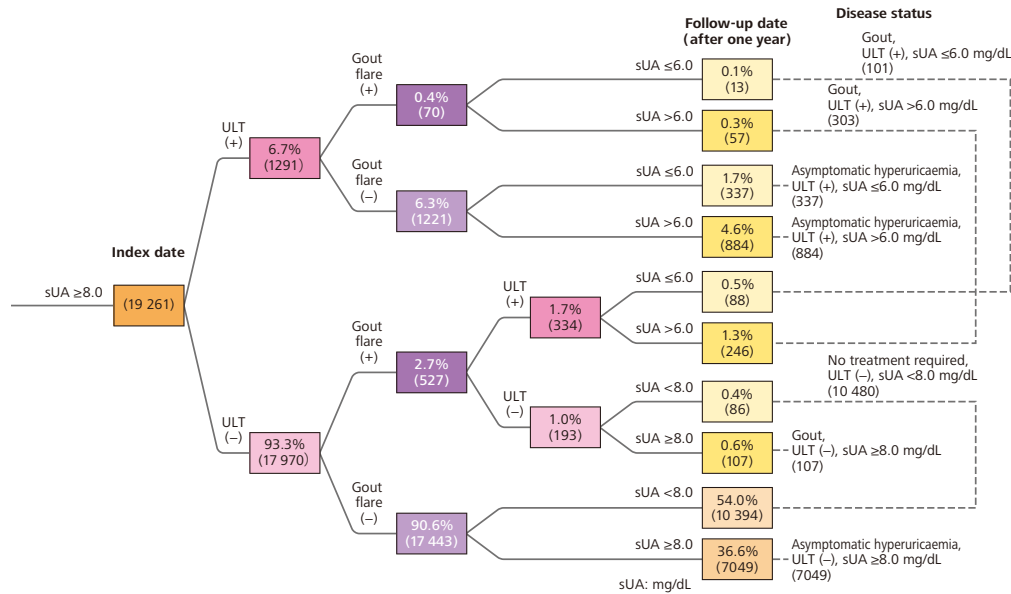 Follow-up date
(after one year)
Disease status
Index date
sUA ≥8.0
(19 261)
ULT
(+)
6.7%
(1291)
ULT
(–)
93.3%
(17 970)
Gout
flare
(+)
0.4%
(70)
Gout
flare
(–)
6.3%
(1221)
Gout
flare
(+)
2.7%
(527)
Gout
flare
(–)
90.6%
(17 443)
ULT
(+)
1.7%
(334)
ULT
(–)
1.0%
(193)
sUA ≤6.0
0.1%
(13)
Gout,
ULT (+), sUA ≤6.0 mg/dL
(101)
sUA >6.0
0.3%
(57)
Gout,
ULT (+), sUA >6.0 mg/dL
(303)
sUA ≤6.0
1.7%
(337)
Asymptomatic hyperuricaemia,
ULT (+), sUA ≤6.0 mg/dL
(337)
sUA >6.0
4.6%
(884)
Asymptomatic hyperuricaemia,
ULT (+), sUA >6.0 mg/dL
(884)
sUA ≤6.0
0.5%
(88)
sUA >6.0
1.3%
(246)
No treatment required,
ULT (–), sUA <8.0 mg/dL
(10 480)
sUA <8.0
0.4%
(86)
sUA ≥8.0
0.6%
(107)
Gout,
ULT (–), sUA ≥8.0 mg/dL
(107)
sUA <8.0
54.0%
(10 394)
sUA ≥8.0
36.6%
(7049)
Asymptomatic hyperuricaemia,
ULT (–), sUA ≥8.0 mg/dL
(7049)
sUA: mg/dL